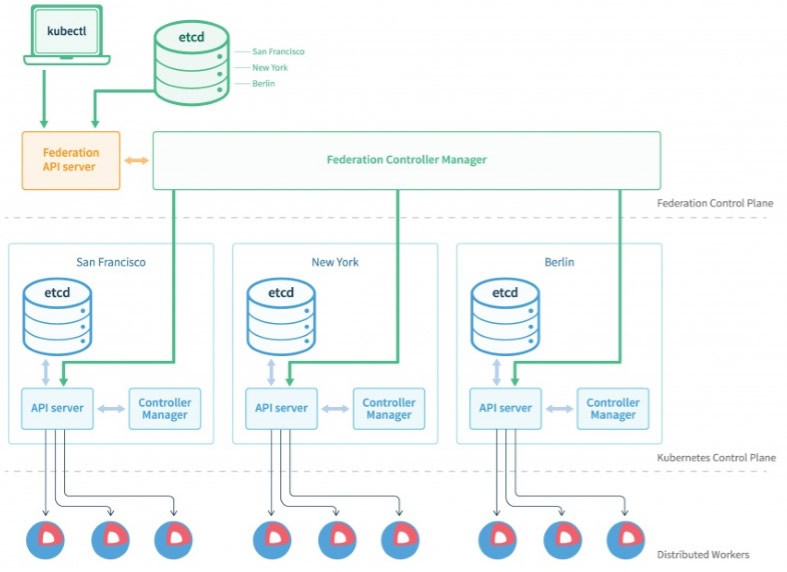 kubectl
etcd
San Francisco
New York
Berlin
Federation
API server
Federation Controller Manager
Federation Control Plane
San Francisco
New York
Berlin
etcd
etcd
etcd
API server
Controller
Manager
API server
Controller
Manager
API server
Controller
Manager
Kubernetes Control Plane
Distributed Workers